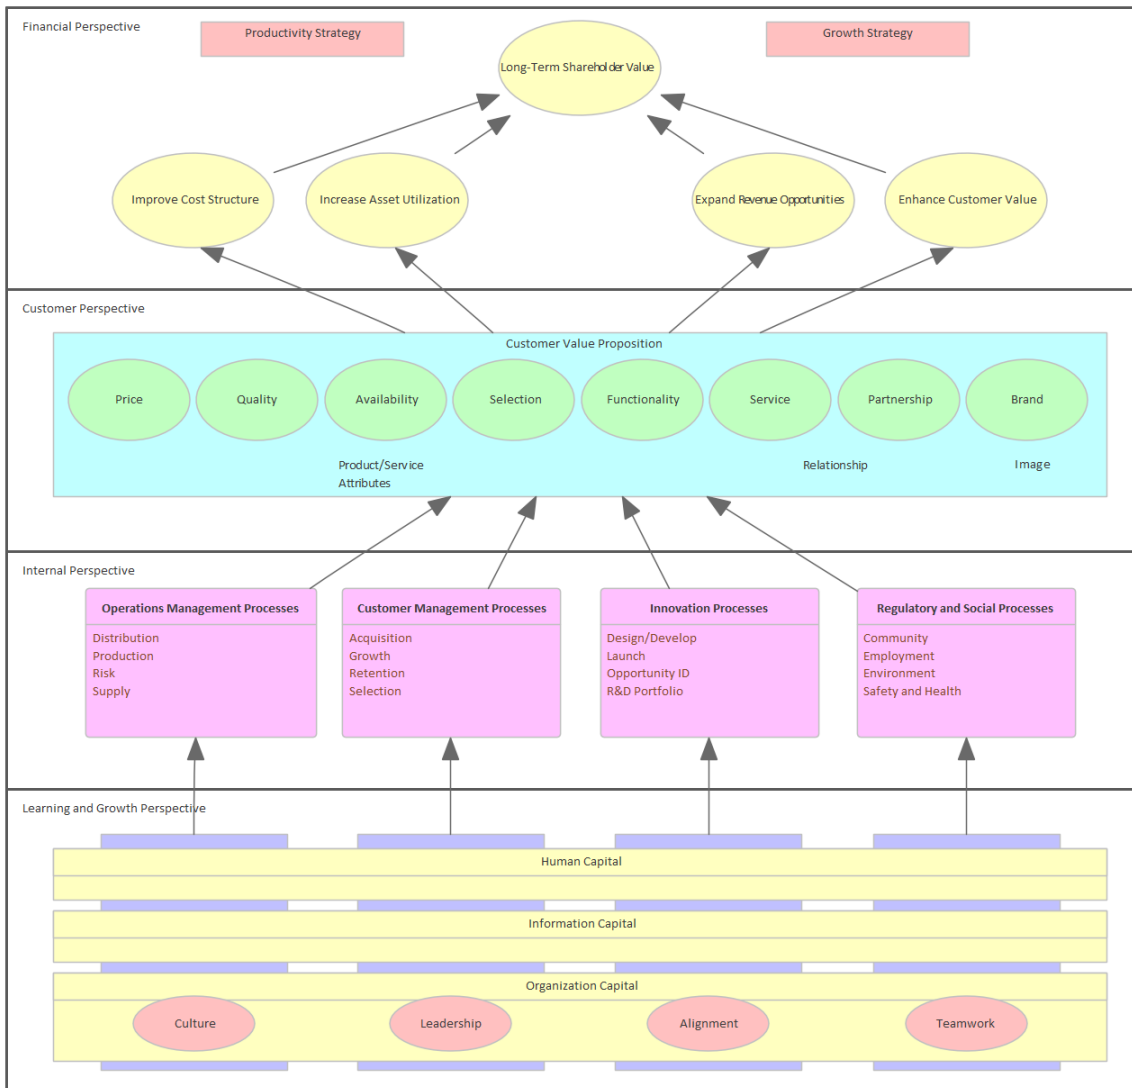 Financial Perspective
Productivity Strategy
Growth Strategy
Long-Term Shareholder Value
Improve Cost Structure
Increase Asset Utilization
Expand Revenue Opportunities
Enhance Customer Value
Customer Perspective
Customer Value Proposition
Price
Quality
Availability
Selection
Functionality
Service
Partnership
Brand
Product/Service
Attributes
Relationship
Image
Internal Perspective
Operations Management Processes
Distribution
Production
Risk
Supply
Customer Management Processes
Acquisition
Growth
Retention
Selection
Innovation Processes
Design/Develop
Launch
Opportunity ID
R&D Portfolio
Regulatory and Social Processes
Community
Employment
Environment
Safety and Health
Learning and Growth Perspective
Human Capital
Information Capital
Organization Capital
Culture
Leadership
Alignment
Teamwork